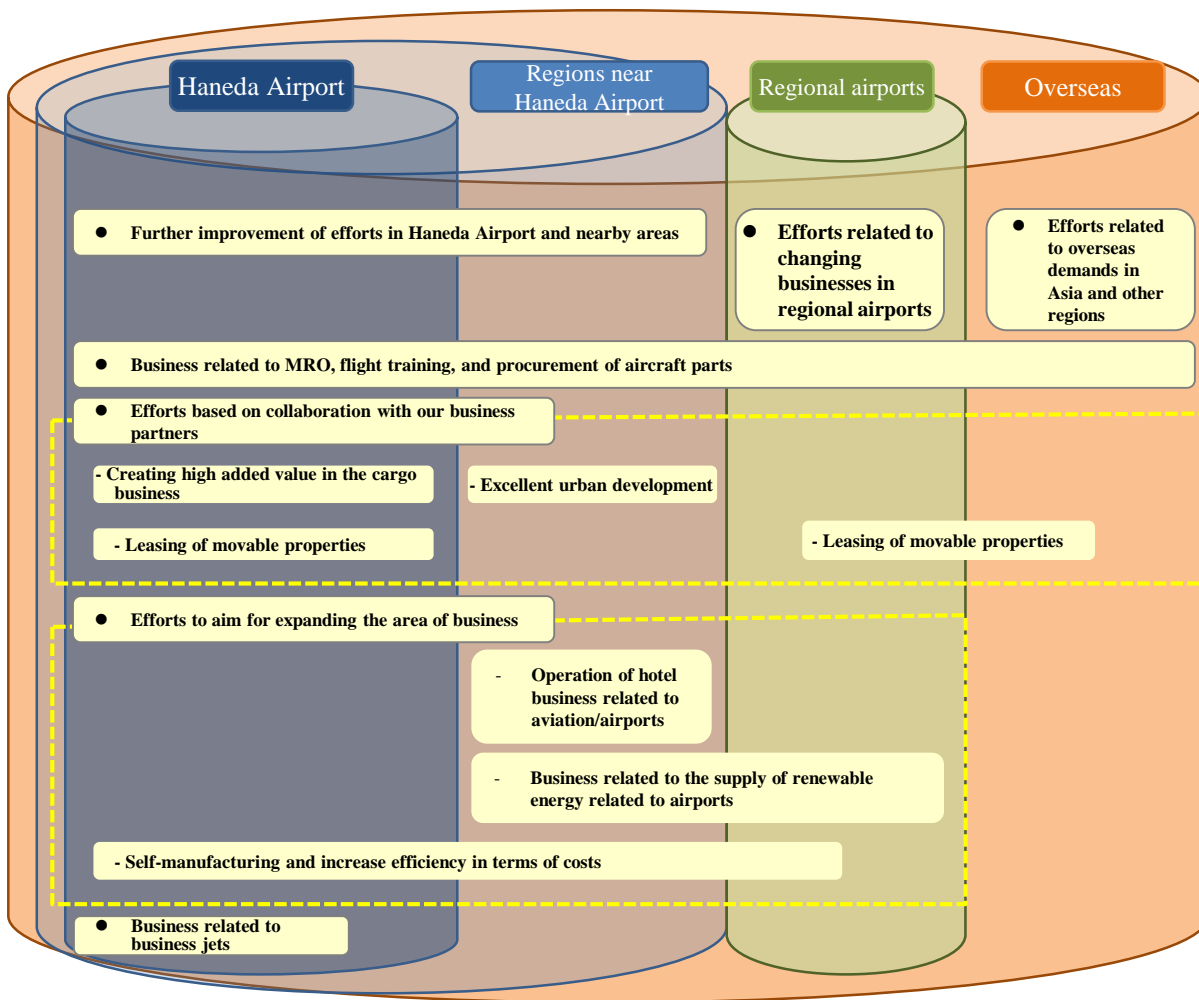 Haneda Airport
Regions near
Haneda Airport
Regional airports
Overseas
● Further improvement of efforts in Haneda Airport and nearby areas
● Efforts related to
changing
businesses in
regional airports
● Efforts related
to overseas
demands in
Asia and other
regions
● Business related to MRO, flight training, and procurement of aircraft parts
● Efforts based on collaboration with our business
partners
- Creating high added value in the cargo
business
- Excellent urban development
- Leasing of movable properties
- Leasing of movable properties
● Efforts to aim for expanding the area of business
- Operation of hotel
business related to
aviation/airports
- Business related to the supply of renewable
energy related to airports
- Self-manufacturing and increase efficiency in terms of costs
● Business related to
business jets